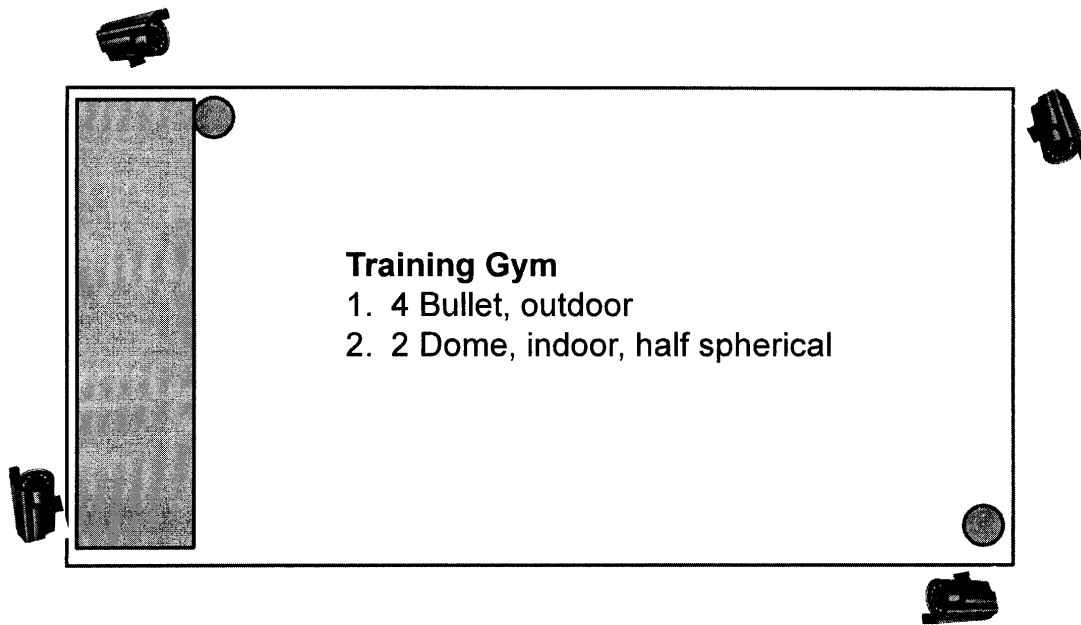 Training Gym
1. 4 Bullet, outdoor
2. 2 Dome, indoor, half spherical